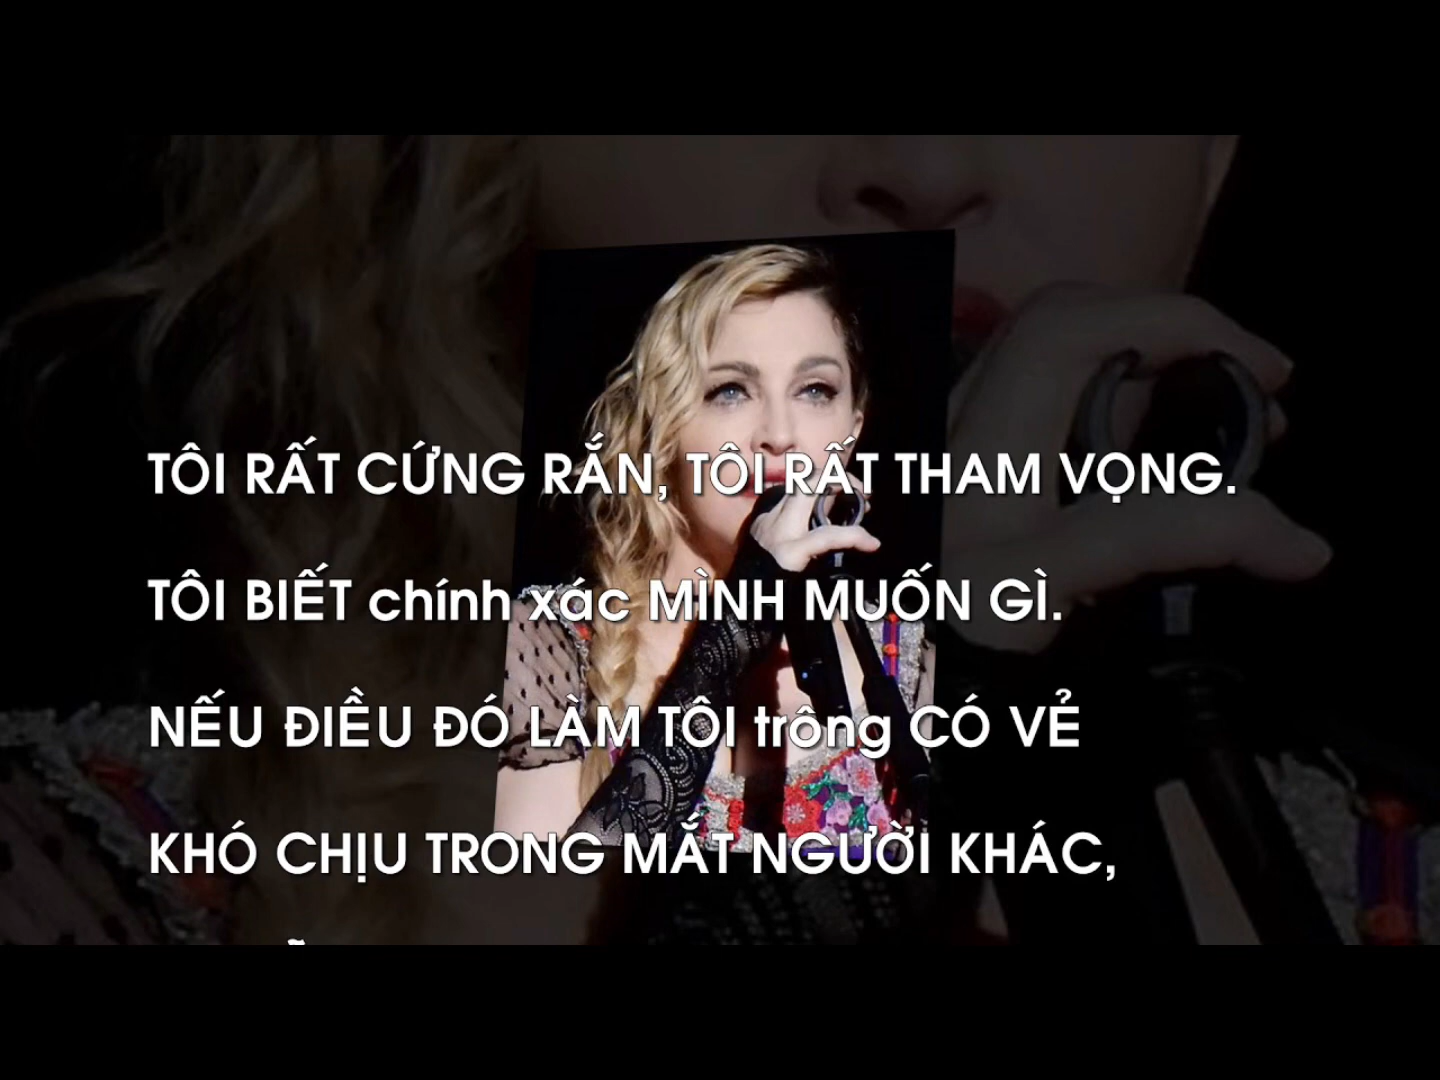 TÔI RẤT CỨNG RẮN, TÔI RẤT THAM VỌNG.
TÔI BIẾT chính xác MÌNH MUỐN GÌ.
NẾU ĐIỀU ĐÓ LÀM TÔI trông CÓ VẺ
KHÓ CHỊU TRONG MẮT NGƯỜI KHÁC,